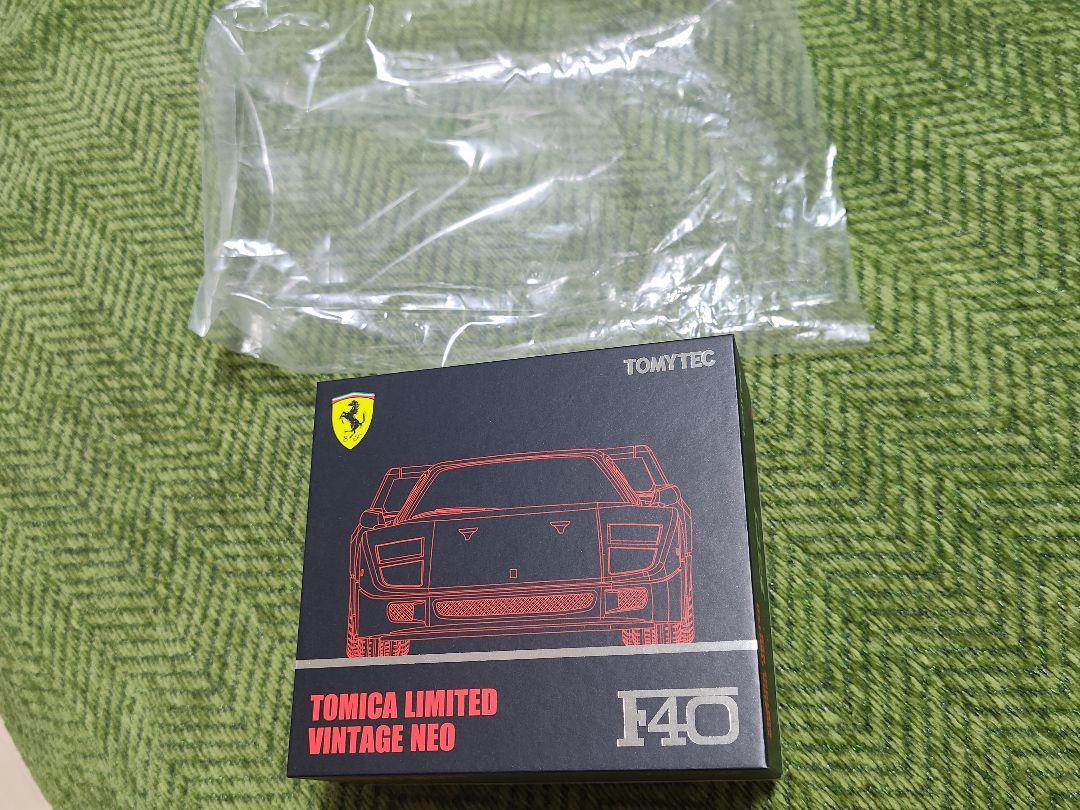 TOMYTEC
TOMICA LIMITED
VINTAGE NEO
F40